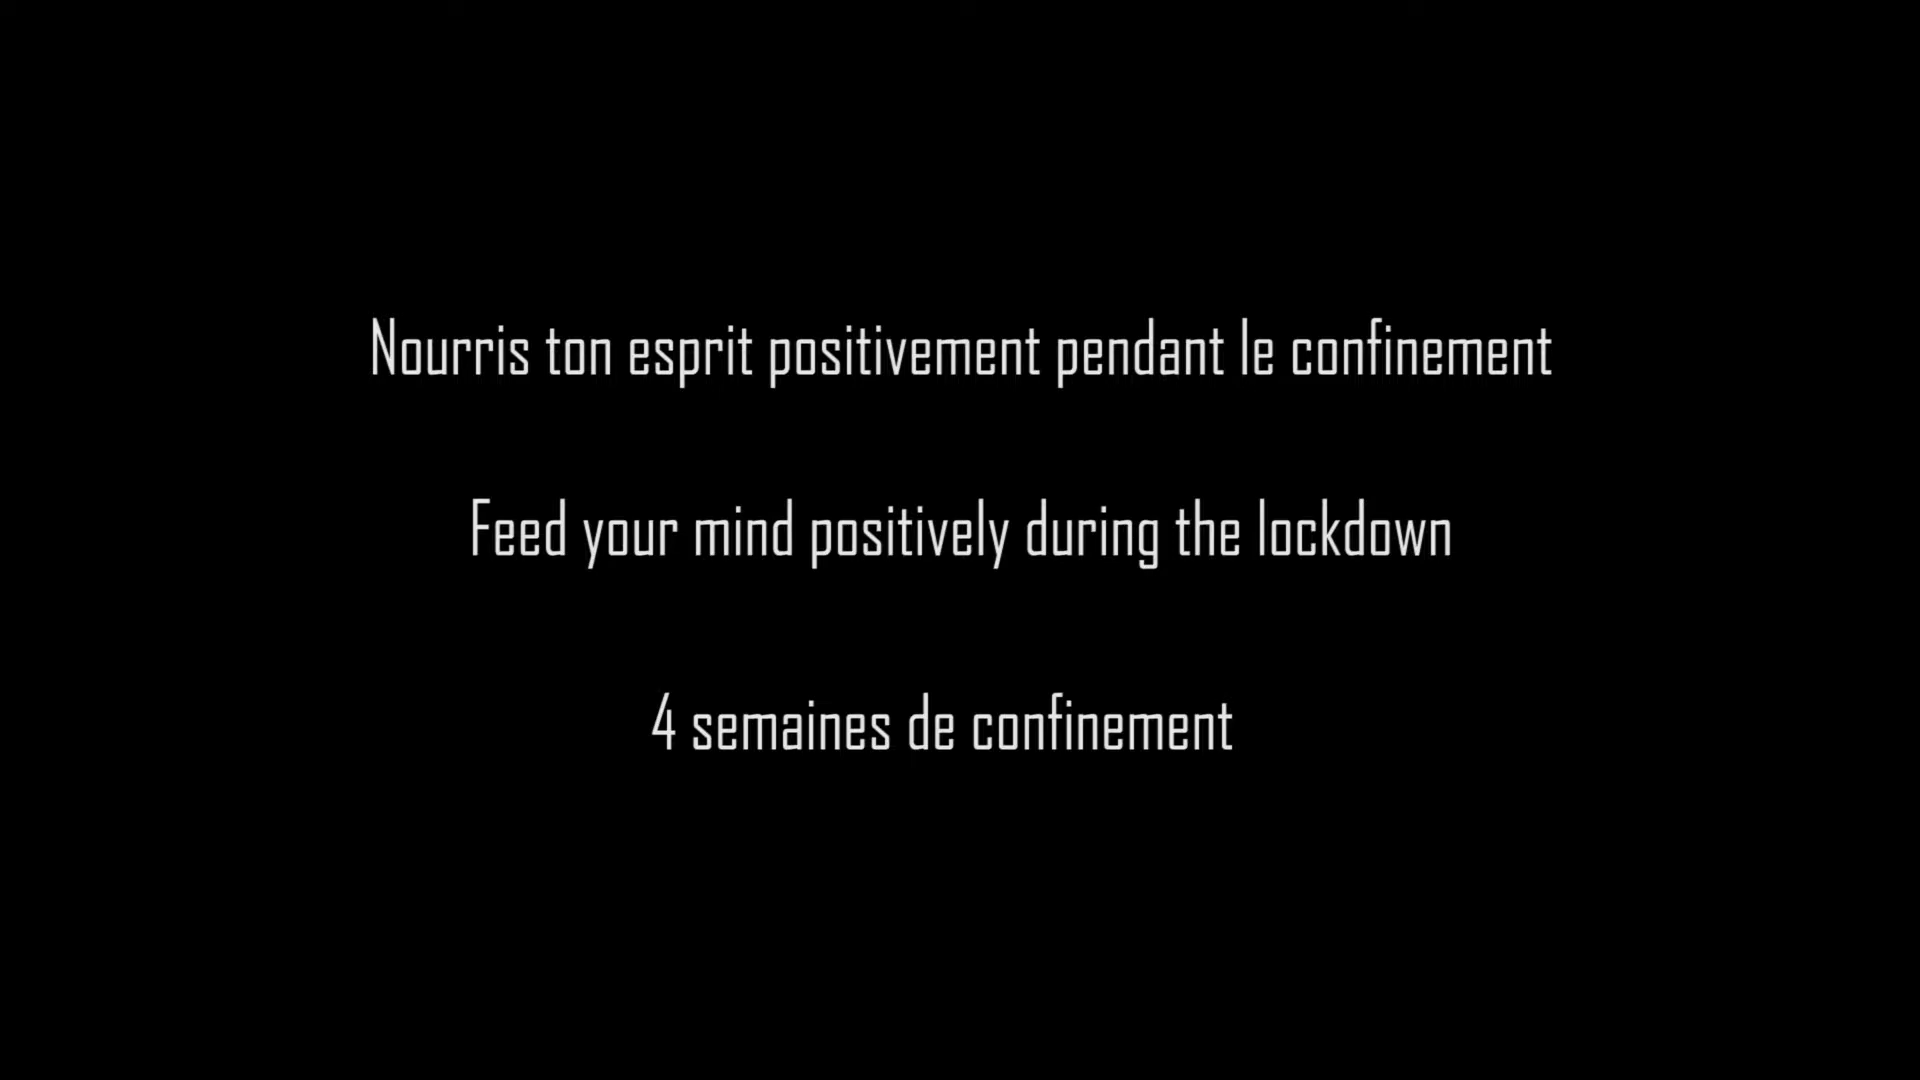 Nourris ton esprit positivement pendant le confinement
Feed your mind positively during the lockdown
4 semaines de confinement